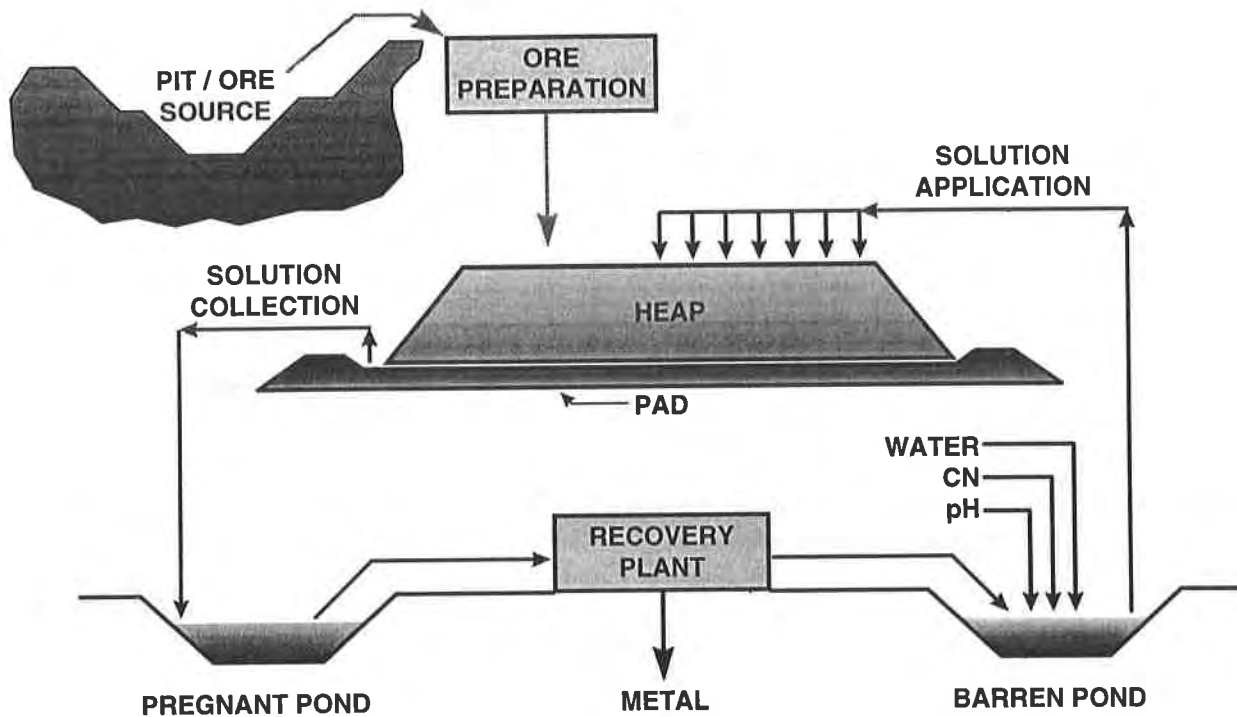 PIT / ORE
SOURCE
ORE
PREPARATION
SOLUTION
APPLICATION
SOLUTION
COLLECTION
HEAP
PAD
WATER
CN
pH
RECOVERY
PLANT
PREGNANT POND
METAL
BARREN POND